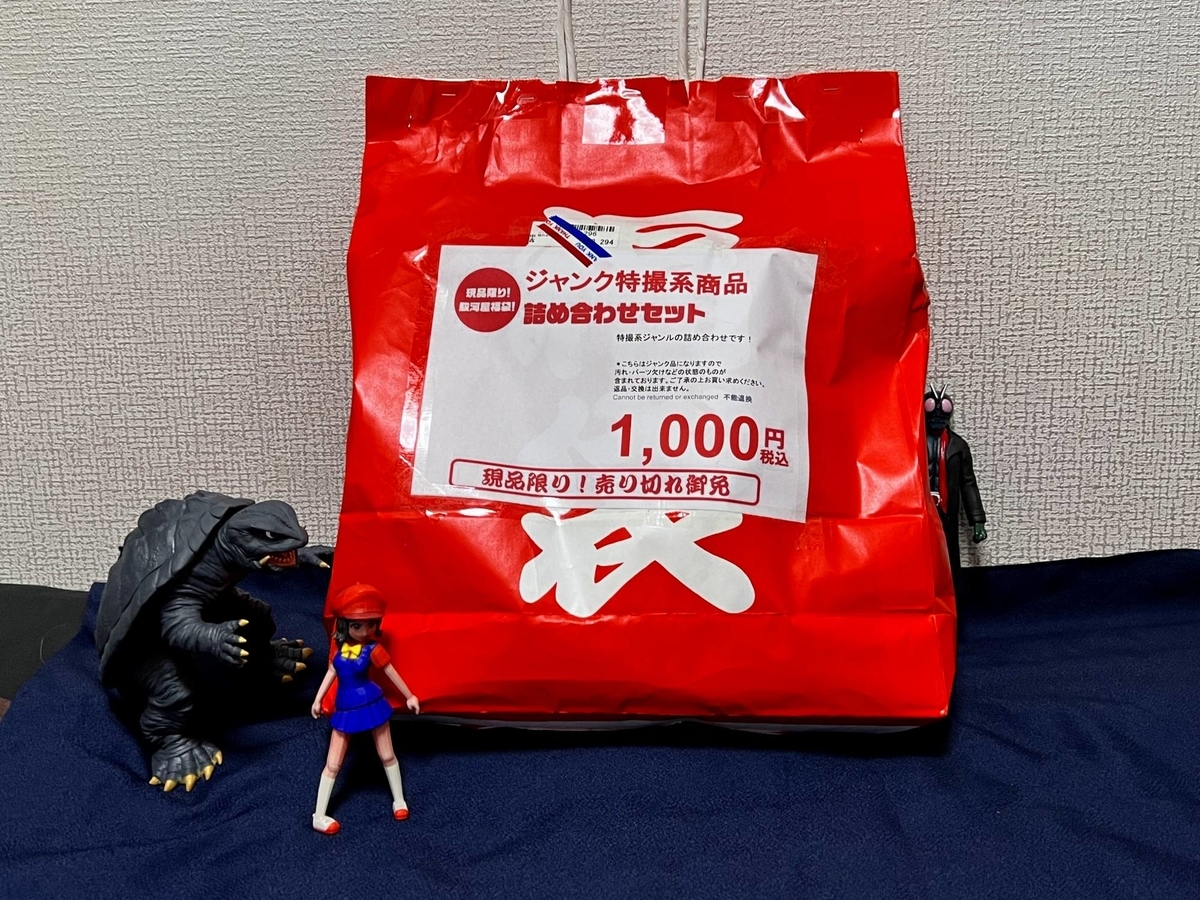 294
現品限り!
駿河屋福袋!
ジャンク特撮系商品
詰め合わせセット
特撮系ジャンルの詰め合わせです!
*こちらはジャンク品になりますので
汚れ・パーツ欠けなどの状態のものが
含まれております。ご了承の上お買い求めください。
返品・交換は出来ません。
Cannot be returned or exchanged 不能退換
1,000円
税込
現品限り!売り切れ御免